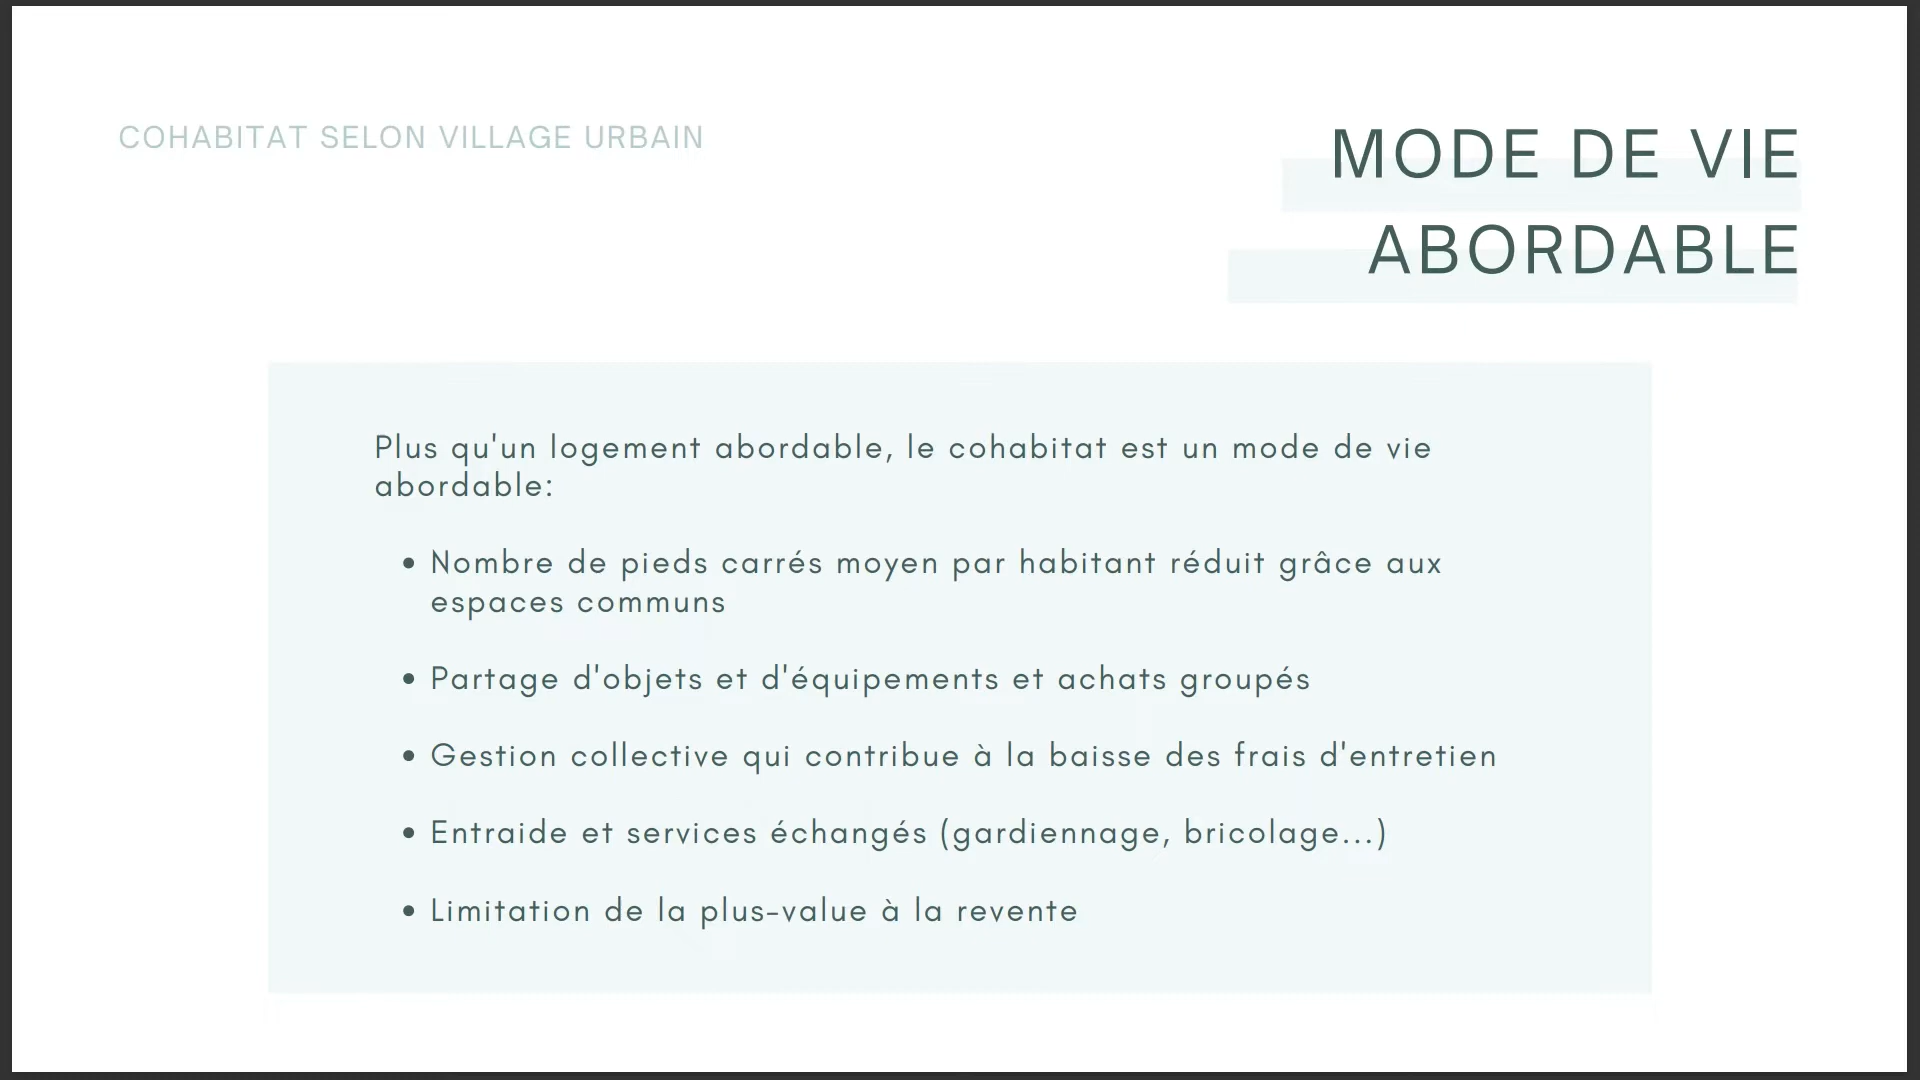 COHABITAT SELON VILLAGE URBAIN
MODE DE VIE
ABORDABLE
Plus qu'un logement abordable, le cohabitat est un mode de vie
abordable:
• Nombre de pieds carrés moyen par habitant réduit grâce aux
espaces communs
• Partage d'objets et d'équipements et achats groupés
• Gestion collective qui contribue à la baisse des frais d'entretien
• Entraide et services échangés (gardiennage, bricolage...)
• Limitation de la plus-value à la revente